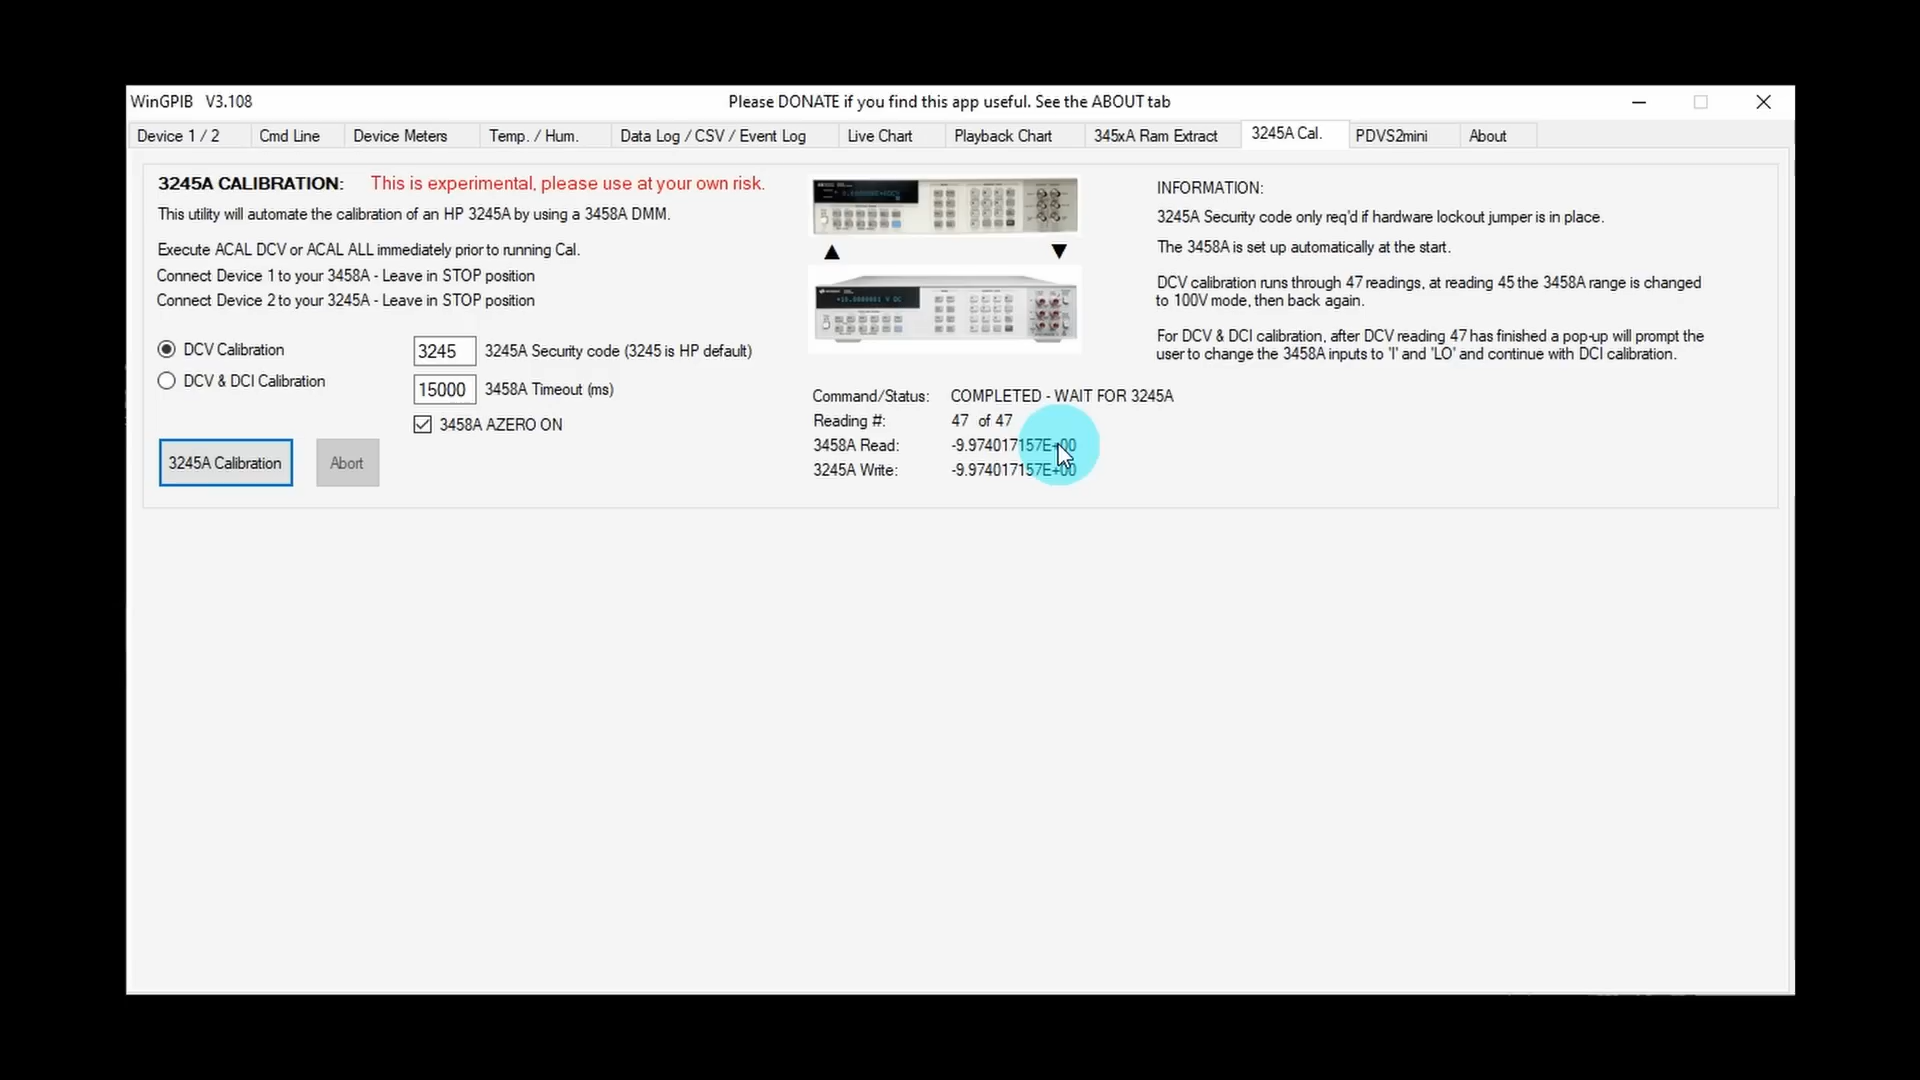 WinGPIB   V3.108
Please DONATE if you find this app useful. See the ABOUT tab
Device 1 / 2
Cmd Line
Device Meters
Temp. / Hum.
Data Log / CSV / Event Log
Live Chart
Playback Chart
345xA Ram Extract
3245A Cal.
PDVS2mini
About
3245A CALIBRATION:
This is experimental, please use at your own risk.
This utility will automate the calibration of an HP 3245A by using a 3458A DMM.
Execute ACAL DCV or ACAL ALL immediately prior to running Cal.
Connect Device 1 to your 3458A - Leave in STOP position
Connect Device 2 to your 3245A - Leave in STOP position
DCV Calibration
DCV & DCI Calibration
3245
3245A Security code (3245 is HP default)
15000
3458A Timeout (ms)
3458A AZERO ON
3245A Calibration
Abort
INFORMATION:
3245A Security code only req'd if hardware lockout jumper is in place.
The 3458A is set up automatically at the start.
DCV calibration runs through 47 readings, at reading 45 the 3458A range is changed
to 100V mode, then back again.
For DCV & DCI calibration, after DCV reading 47 has finished a pop-up will prompt the
user to change the 3458A inputs to 'I' and 'LO' and continue with DCI calibration.
Command/Status:   COMPLETED - WAIT FOR 3245A
Reading #:   47 of 47
3458A Read:   -9.974017157E+00
3245A Write:   -9.974017157E+00